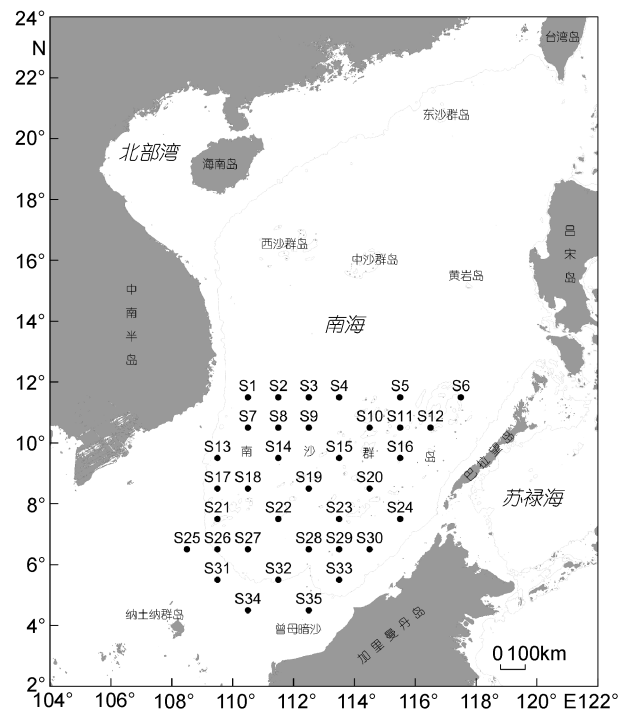 24°
N
22°
20°
18°
16°
14°
12°
10°
8°
6°
4°
2°
台湾岛
东沙群岛
北部湾
海南岛
西沙群岛
中沙群岛
黄岩岛
吕宋岛
中南半岛
南海
S1 S2 S3 S4 S5 S6
S7 S8 S9 S10 S11 S12
S13 S14 S15 S16
南沙群岛
S17 S18 S19 S20
巴拉望岛
苏禄海
S21 S22 S23 S24
S25 S26 S27 S28 S29 S30
S31 S32 S33
S34 S35
纳土纳群岛
曾母暗沙
加里曼丹岛
0 100km
104° 106° 108° 110° 112° 114° 116° 118° 120° E122°